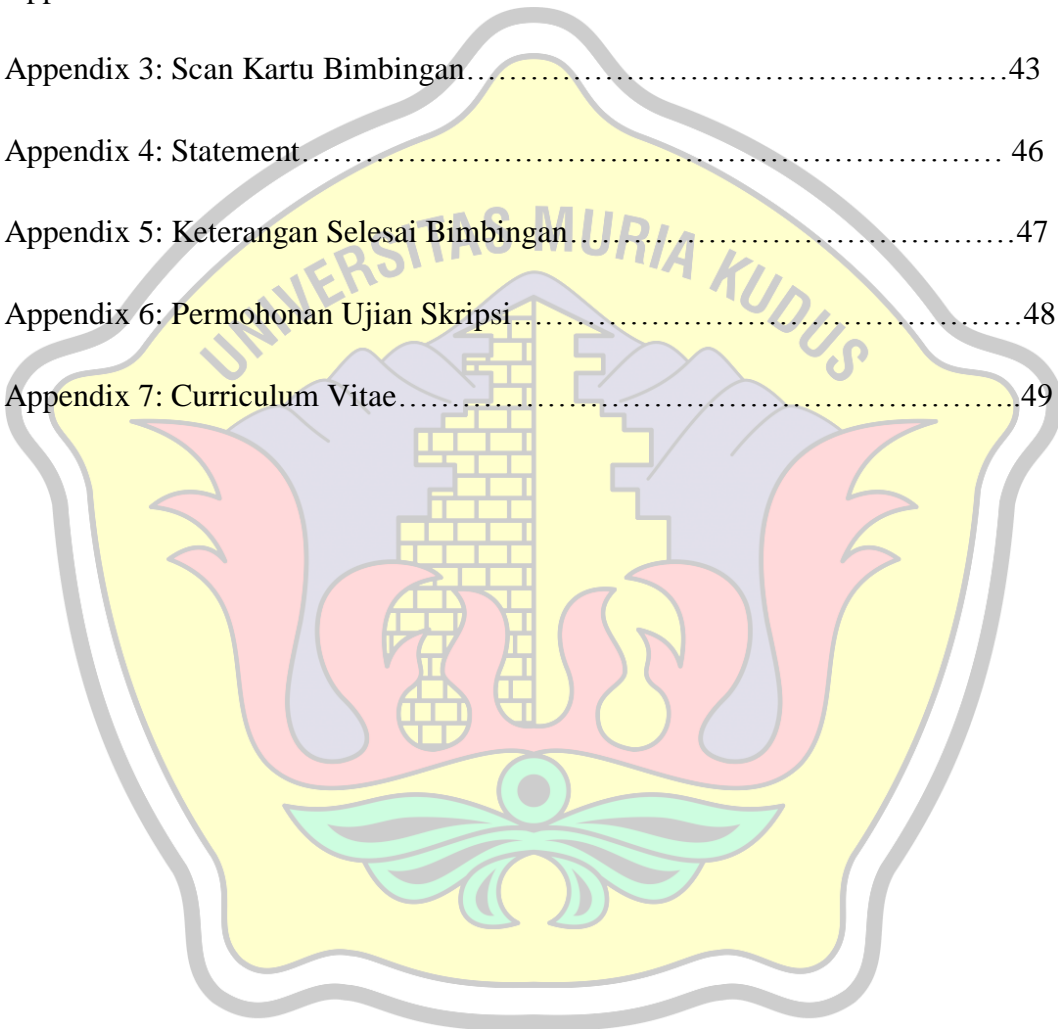 Appendix 3: Scan Kartu Bimbingan…………………………………………………43
Appendix 4: Statement………………………………………………………………… 46
Appendix 5: Keterangan Selesai Bimbingan…………………………………………47
Appendix 6: Permohonan Ujian Skripsi………………………………………………48
Appendix 7: Curriculum Vitae…………………………………………………………..49
UNIVERSITAS MURIA KUDUS